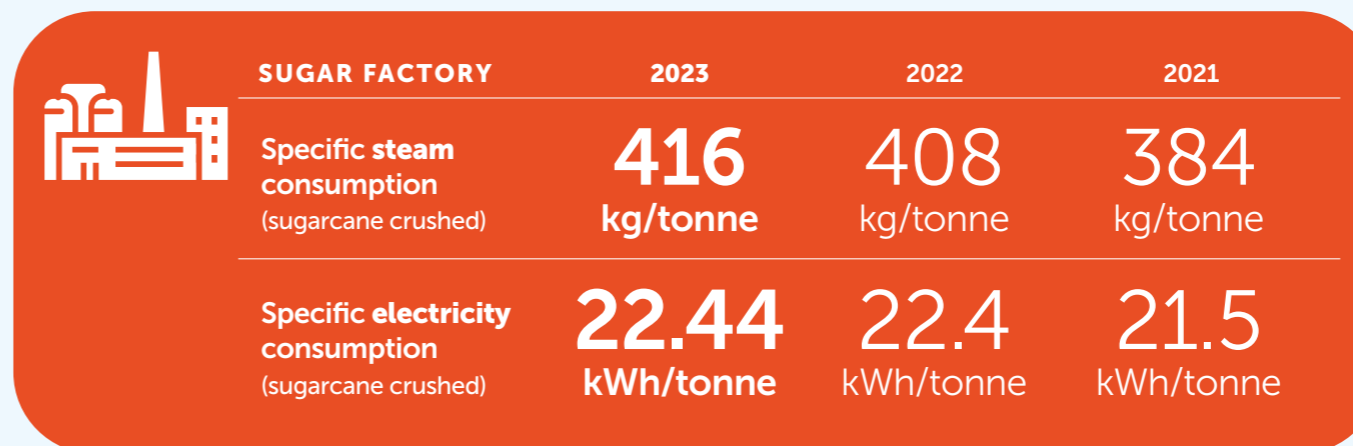 SUGAR FACTORY 2023 2022 2021
Specific steam
consumption
(sugarcane crushed)
416 408 384
kg/tonne kg/tonne kg/tonne
Specific electricity
consumption
(sugarcane crushed)
22.44 22.4 21.5
kWh/tonne kWh/tonne kWh/tonne